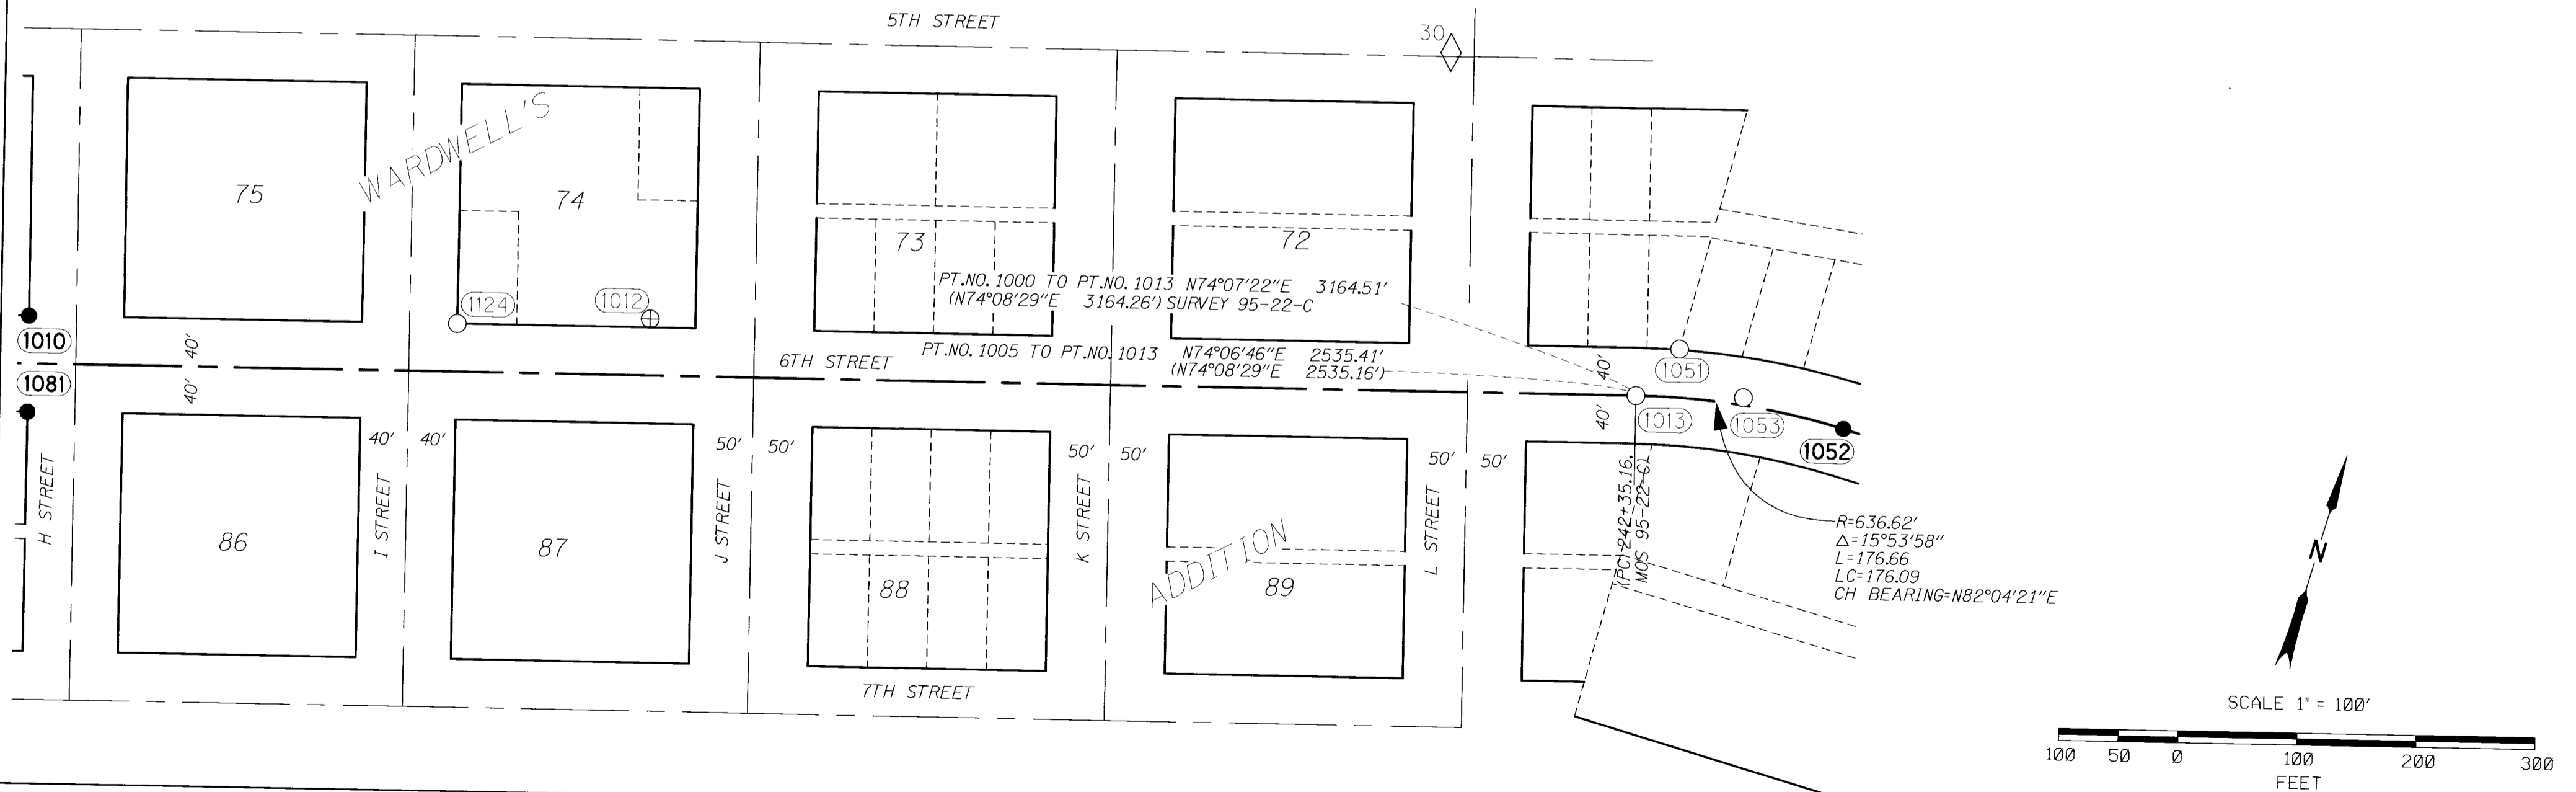 5TH STREET
30
WARDWELL'S
75
74
73
72
1124
1012
PT.NO.1000 TO PT.NO.1013 N74°07'22"E 3164.51'
(N74°08'29"E 3164.26') SURVEY 95-22-C
1010
1081
40'
40'
6TH STREET
PT.NO.1005 TO PT.NO.1013 N74°06'46"E 2535.41'
(N74°08'29"E 2535.16')
40'
40'
1051
1013
1053
1052
40'
40'
50'
50'
50'
50'
50'
50'
H STREET
I STREET
J STREET
K STREET
L STREET
(PC) 242+35.16,
MOS 95-22-C)
R=636.62'
Δ=15°53'58"
L=176.66
LC=176.09
CH BEARING=N82°04'21"E
86
87
88
ADDITION
89
7TH STREET
N
SCALE 1" = 100'
100 50 0 100 200 300
FEET